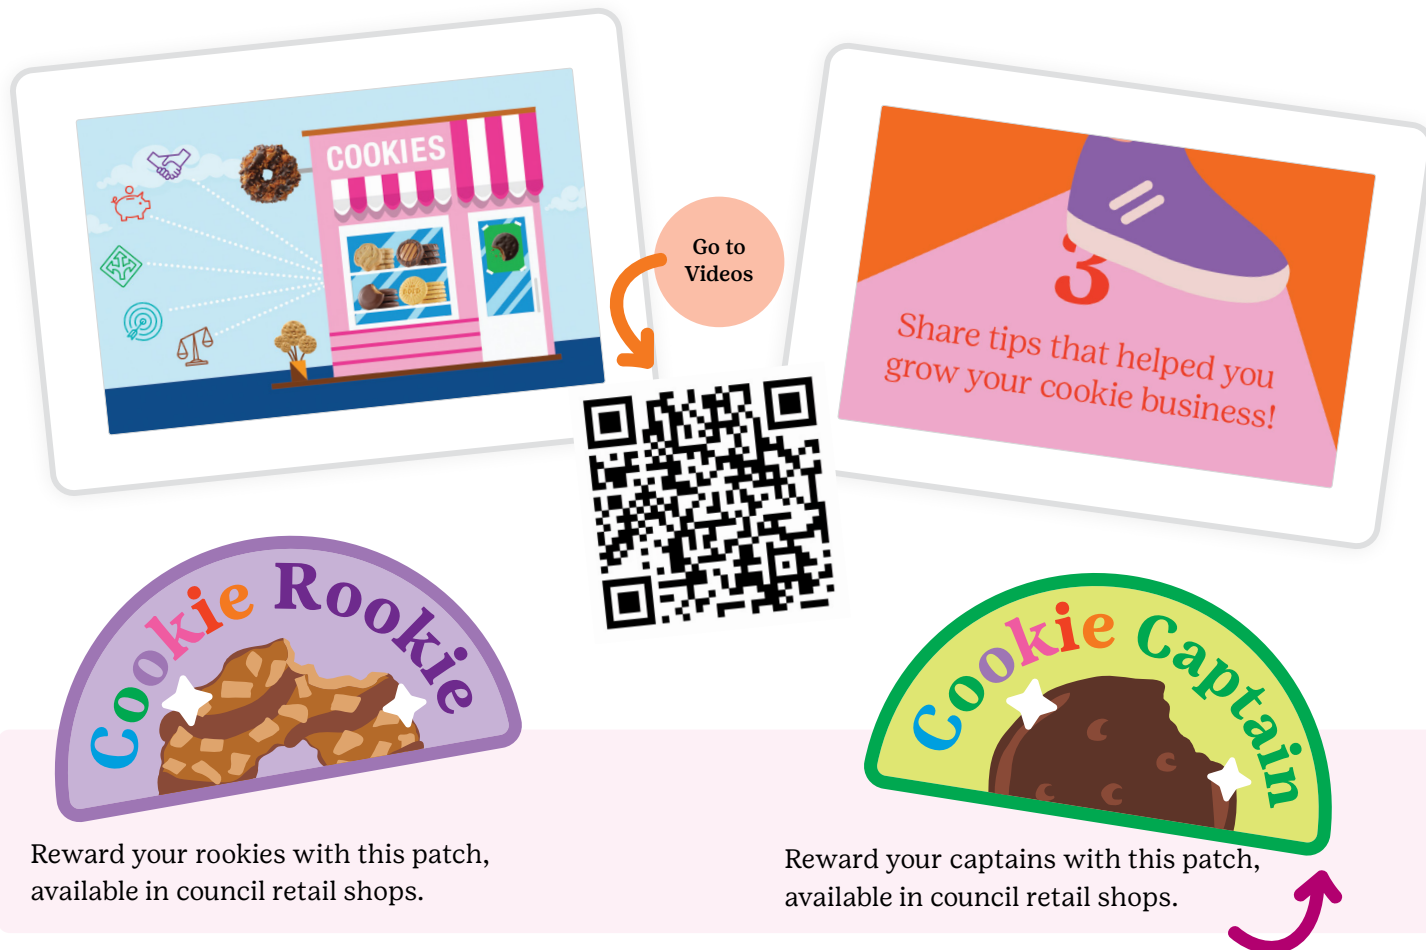 COOKIES
Go to
Videos
3
Share tips that helped you
grow your cookie business!
Cookie Rookie
Cookie Captain
Reward your rookies with this patch,
available in council retail shops.
Reward your captains with this patch,
available in council retail shops.